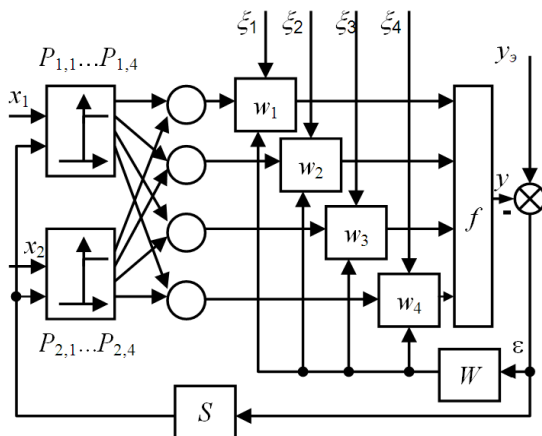 ξ₁ ξ₂ ξ₃ ξ₄
P₁,₁…P₁,₄
yэ
x₁
w₁
w₂
y
-
f
x₂
w₃
w₄
P₂,₁…P₂,₄
ε
W
S